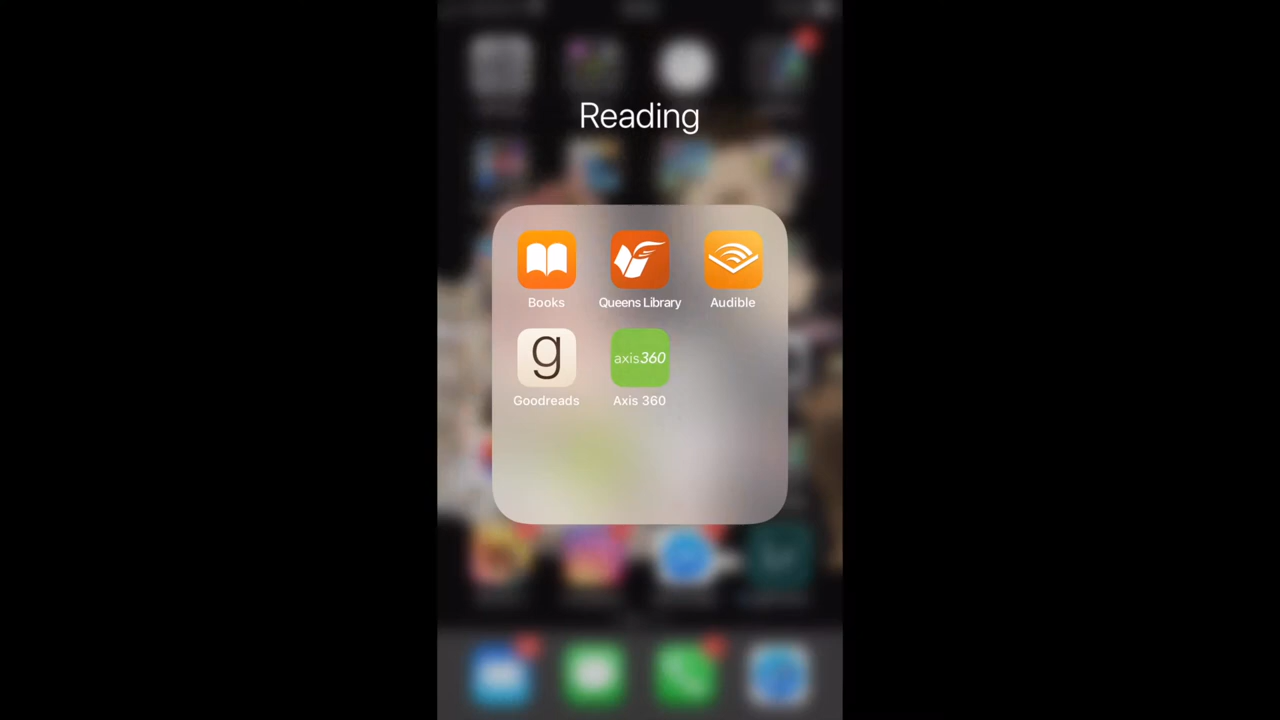 Reading
Books
Queens Library
Audible
g
axis360
Goodreads
Axis 360